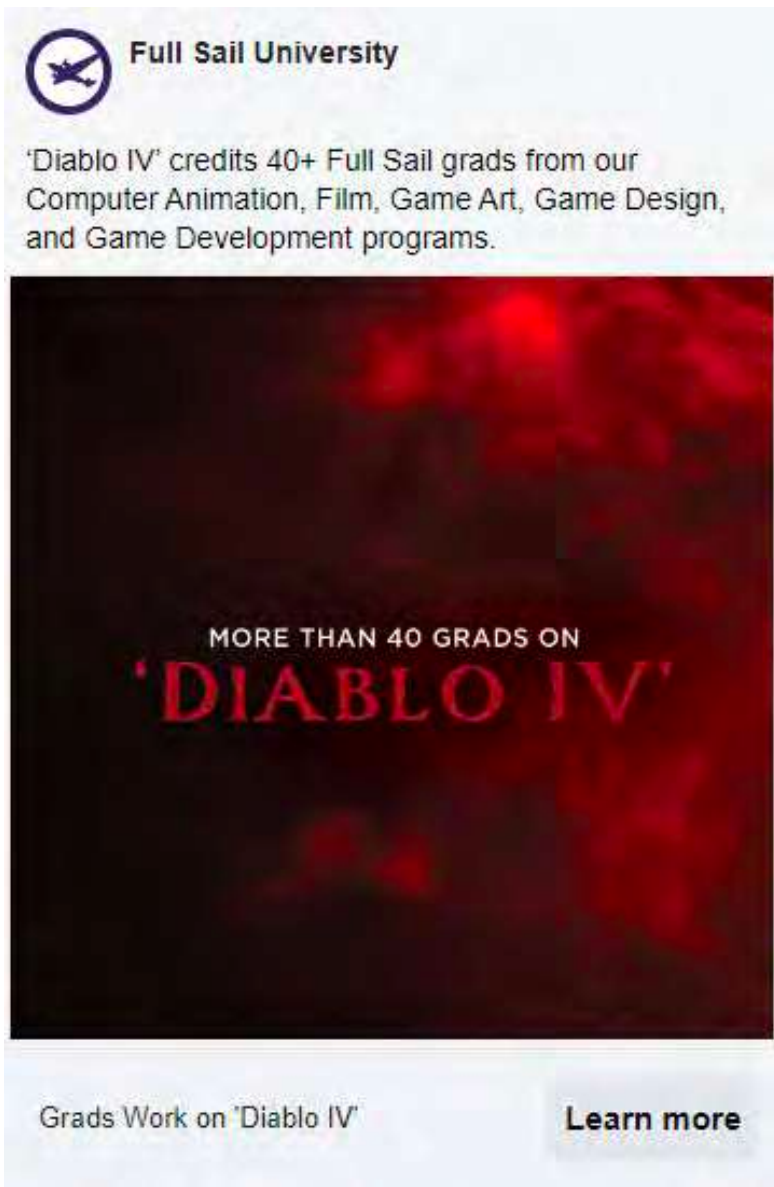 Full Sail University
‘Diablo IV’ credits 40+ Full Sail grads from our
Computer Animation, Film, Game Art, Game Design,
and Game Development programs.
MORE THAN 40 GRADS ON
‘DIABLO IV’
Grads Work on 'Diablo IV'
Learn more